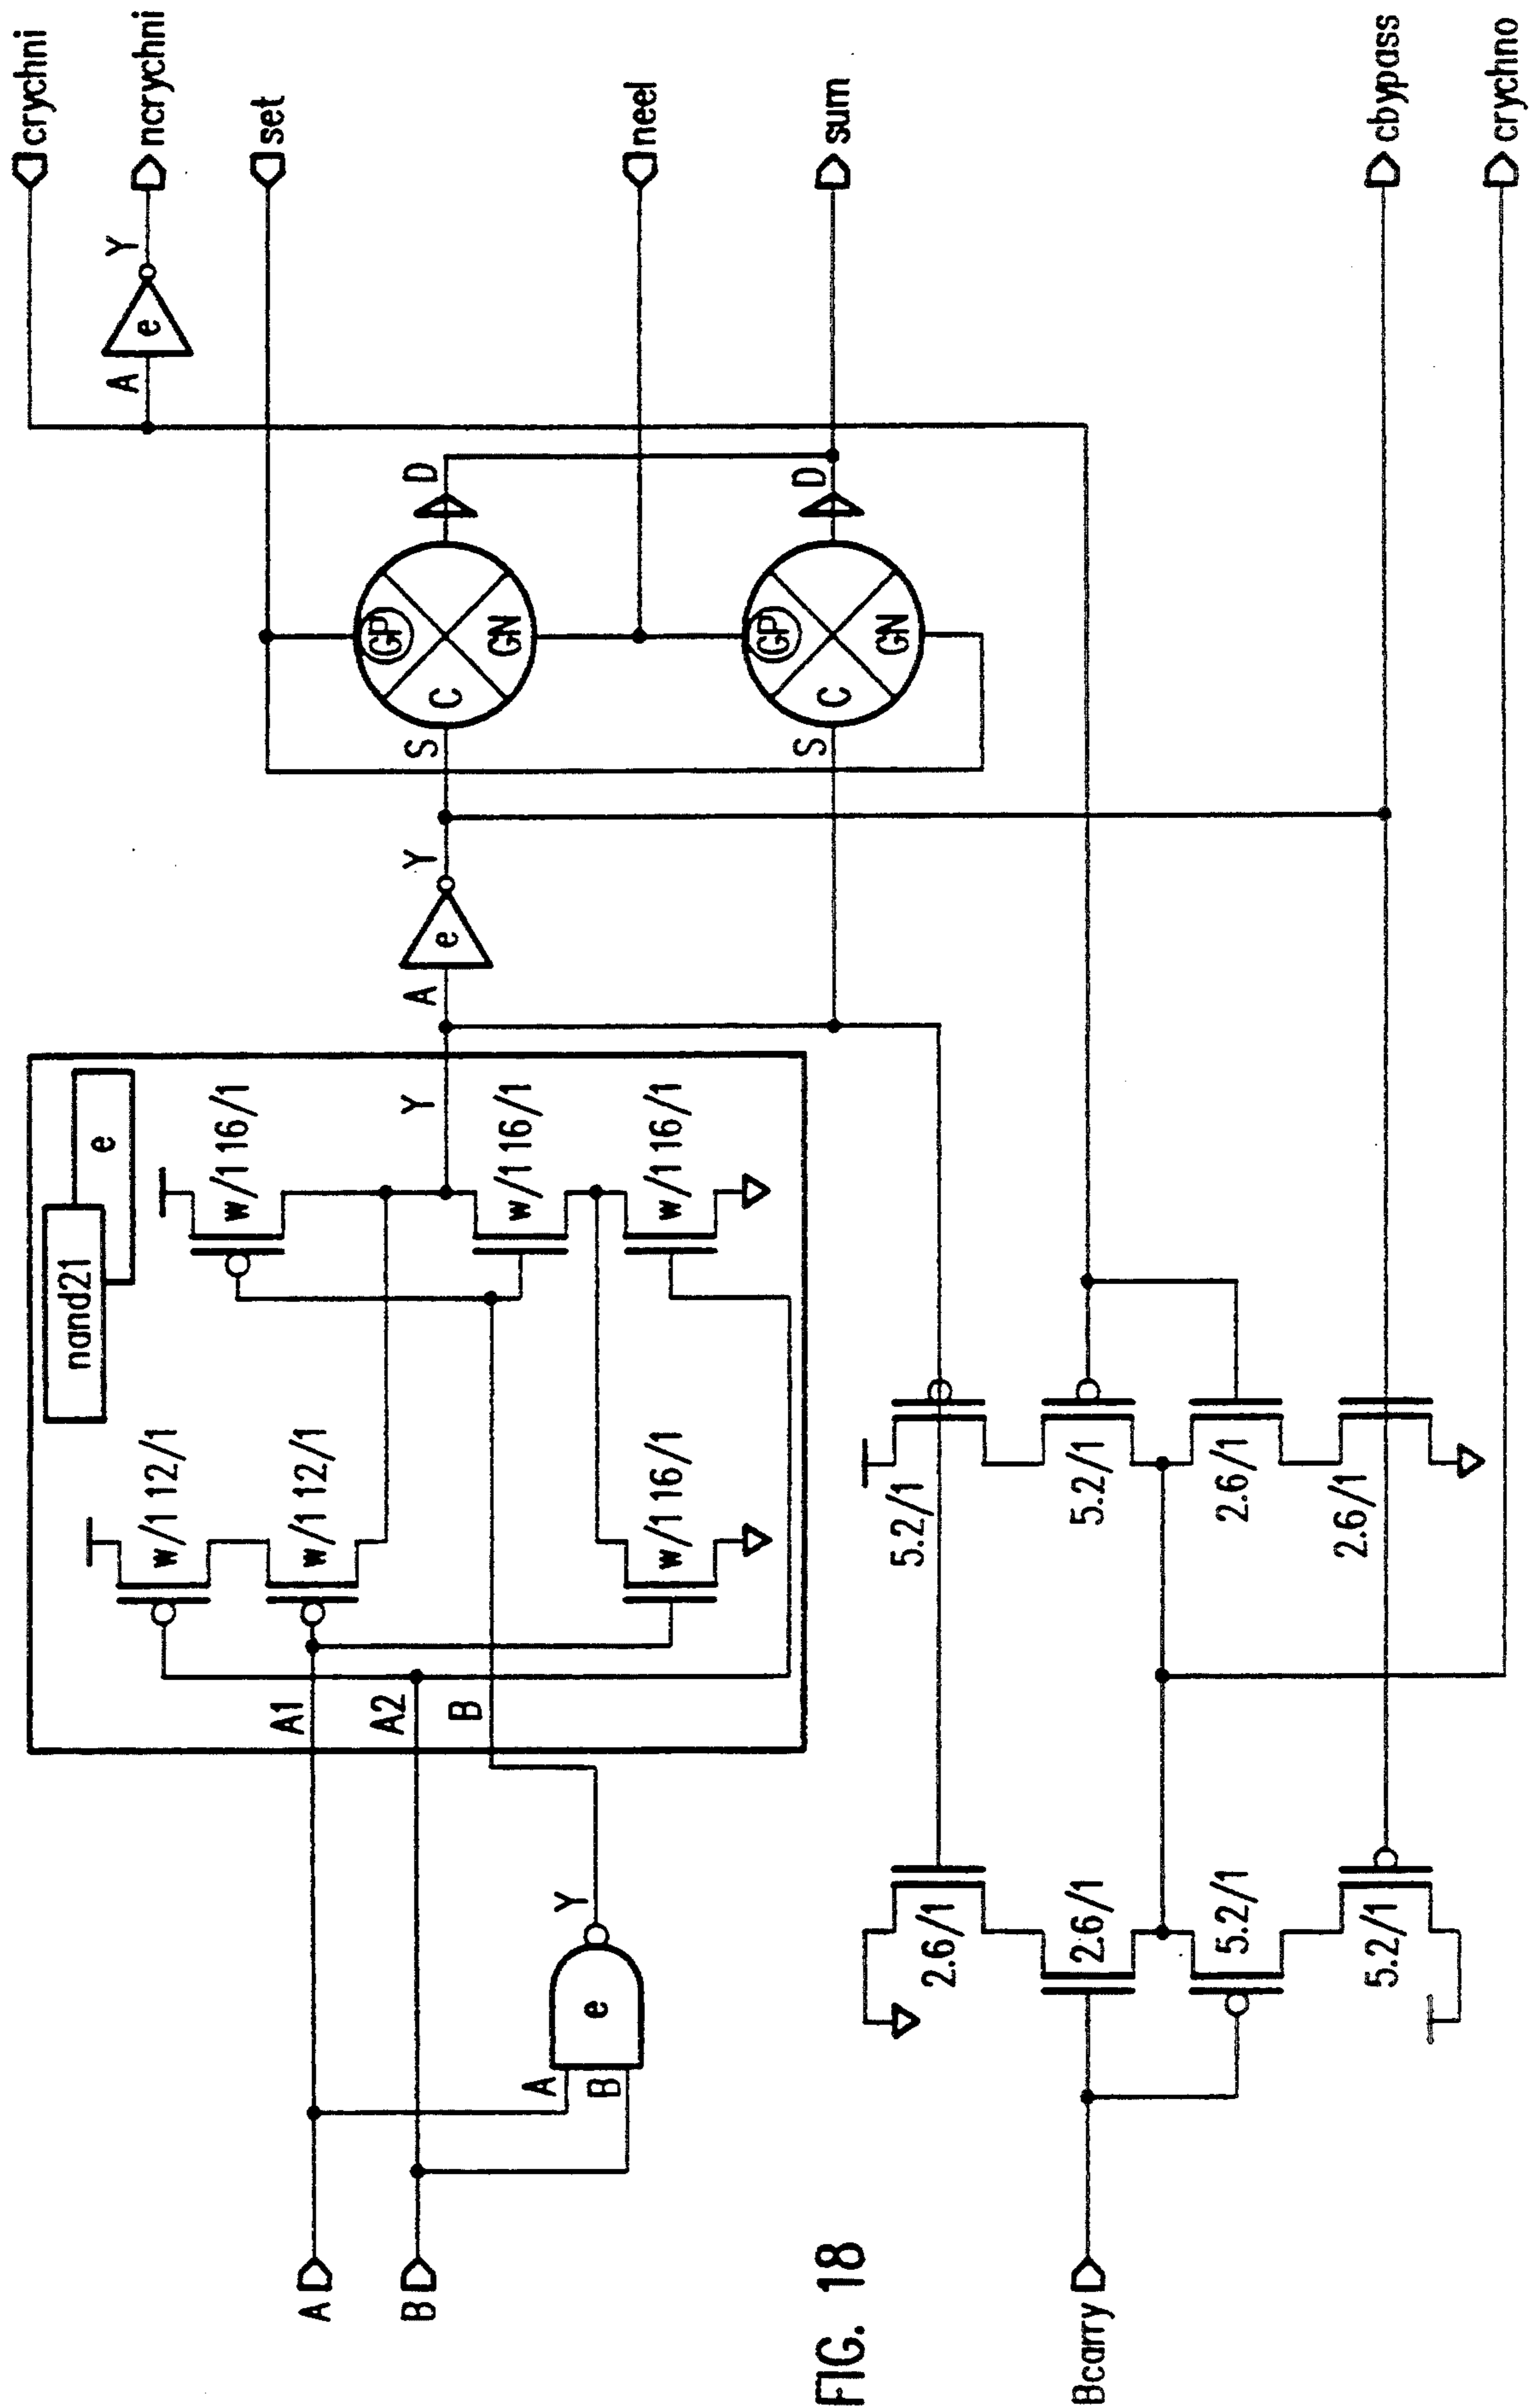 crychni
ncrychni
set
neel
sum
cbypass
crychno
A
e
Y
GP
C
GN
S
D
GP
C
GN
S
D
A
e
Y
nand21
e
w/1 12/1
w/1 12/1
w/1 16/1
w/1 16/1
w/1 16/1
w/1 16/1
Y
A1
A2
B
A
B
e
Y
A
B
5.2/1
5.2/1
2.6/1
2.6/1
2.6/1
2.6/1
5.2/1
5.2/1
Bcarry
FIG. 18